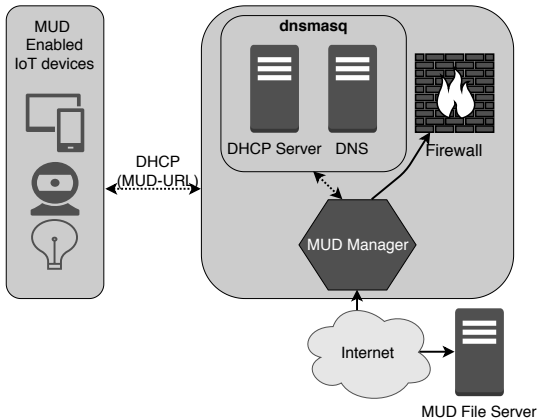 MUD
Enabled
IoT devices
DHCP
(MUD-URL)
dnsmasq
DHCP Server
DNS
Firewall
MUD Manager
Internet
MUD File Server